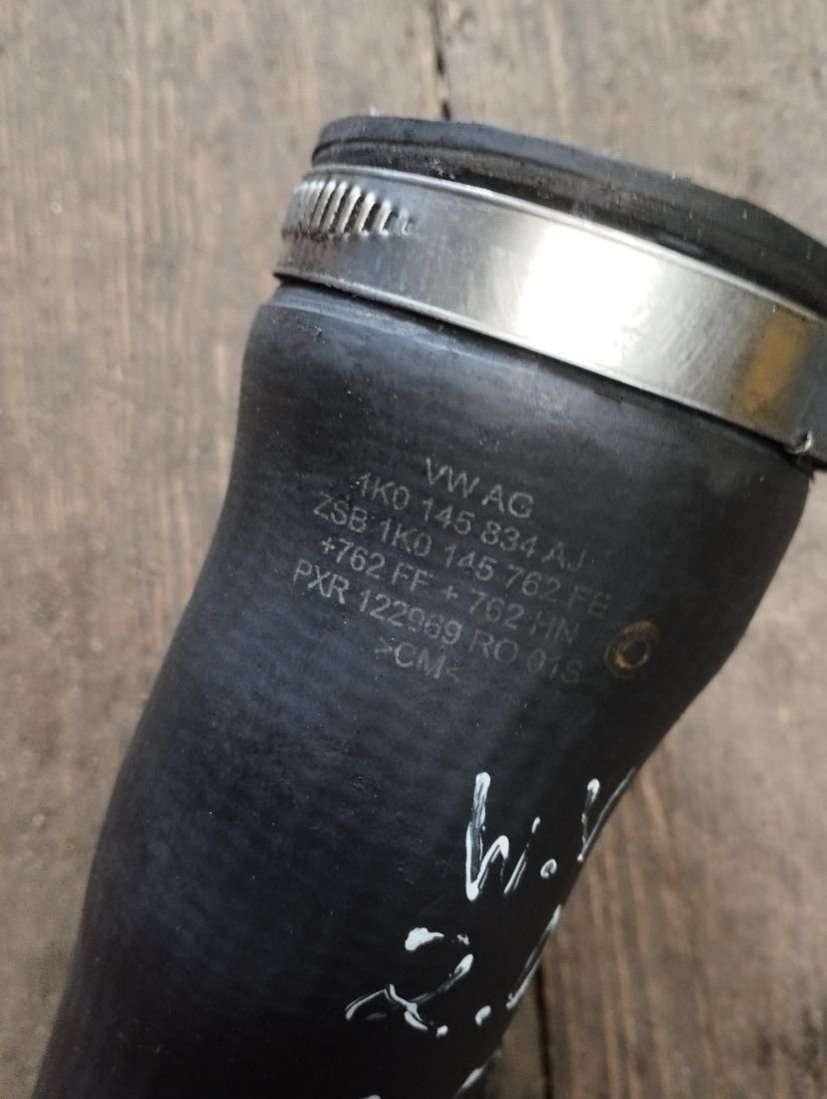 VW AG
1K0 145 834 AJ
ZSB 1K0 145 762 FE
+762 FF + 762 HN
PXR 122969 RO 01S
>CM<